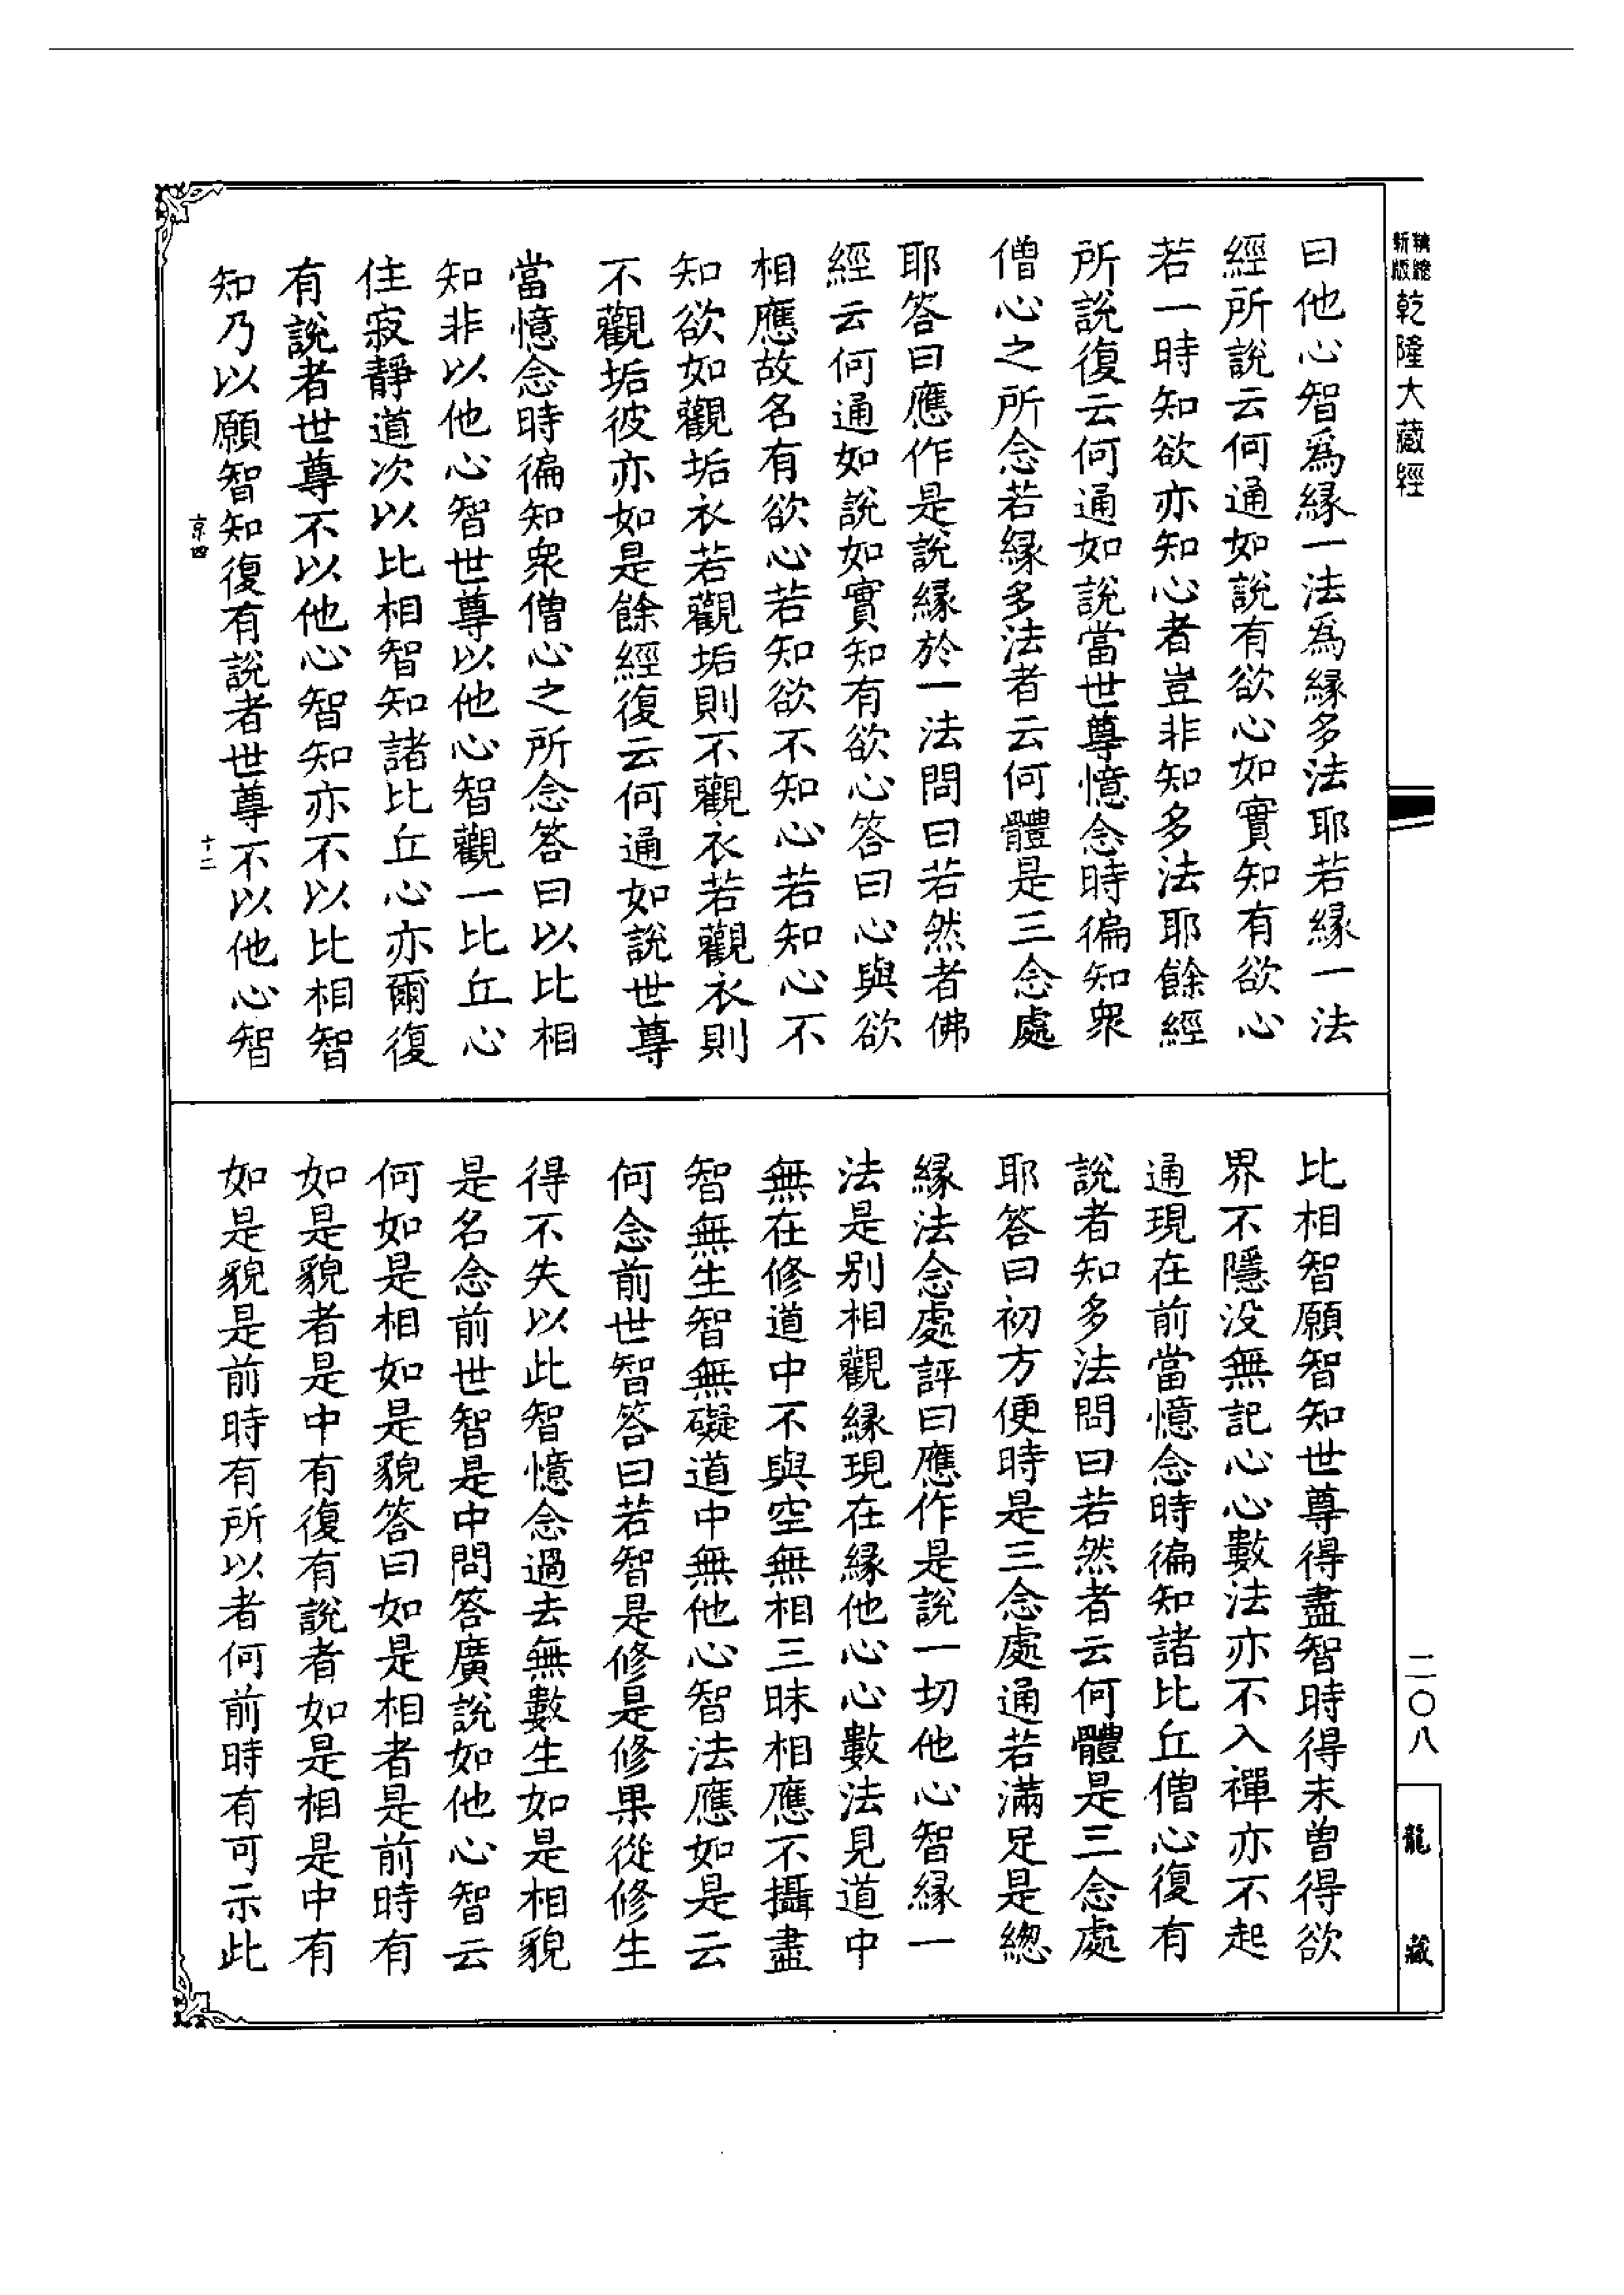 新版精縮乾隆大藏經
曰他心智爲縁一法爲縁多法耶若縁一法
經所說云何通如說有欲心如實知有欲心
若一時知欲亦知心者豈非知多法耶餘經
所說復云何通如說當世尊憶念時徧知衆
僧心之所念若縁多法者云何體是三念處
耶答曰應作是說縁於一法問曰若然者佛
經云何通如說如實知有欲心答曰心與欲
相應故名有欲心若知欲不知心若知心不
知欲如觀垢衣若觀垢則不觀衣若觀衣則
不觀垢彼亦如是餘經復云何通如說世尊
當憶念時徧知衆僧心之所念答曰以比相
知非以他心智世尊以他心智觀一比丘心
住寂靜道次以比相智知諸比丘心亦爾復
有說者世尊不以他心智知亦不以比相智
知乃以願智知復有說者世尊不以他心智
京四
十二
比相智願智知世尊得盡智時得未曾得欲
界不隱没無記心心數法亦不入禪亦不起
通現在前當憶念時徧知諸比丘僧心復有
說者知多法問曰若然者云何體是三念處
耶答曰初方便時是三念處通若滿足是總
縁法念處評曰應作是說一切他心智縁一
法是别相觀縁現在縁他心心數法見道中
無在修道中不與空無相三昧相應不攝盡
智無生智無礙道中無他心智法應如是云
何念前世智答曰若智是修是修果從修生
得不失以此智憶念過去無數生如是相貌
是名念前世智是中問答廣說如他心智云
何如是相如是貌答曰如是相者是前時有
如是貌者是中有復有說者如是相是中有
如是貌是前時有所以者何前時有可示此
二〇八
龍藏